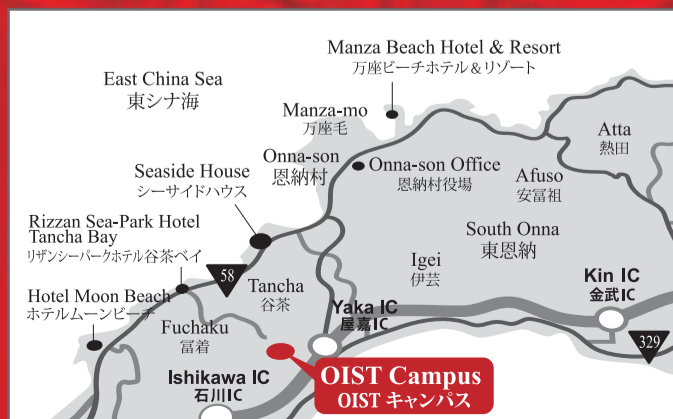 Manza Beach Hotel & Resort
万座ビーチホテル＆リゾート
East China Sea
東シナ海
Manza-mo
万座毛
Atta
熱田
Onna-son
恩納村
Onna-son Office
恩納村役場
Afuso
安冨祖
Seaside House
シーサイドハウス
Rizzan Sea-Park Hotel
Tancha Bay
リザンシーパークホテル谷茶ベイ
South Onna
東恩納
Igei
伊芸
58
Tancha
谷茶
Kin IC
金武IC
Hotel Moon Beach
ホテルムーンビーチ
Yaka IC
屋嘉IC
Fuchaku
冨着
329
Ishikawa IC
石川IC
OIST Campus
OIST キャンパス